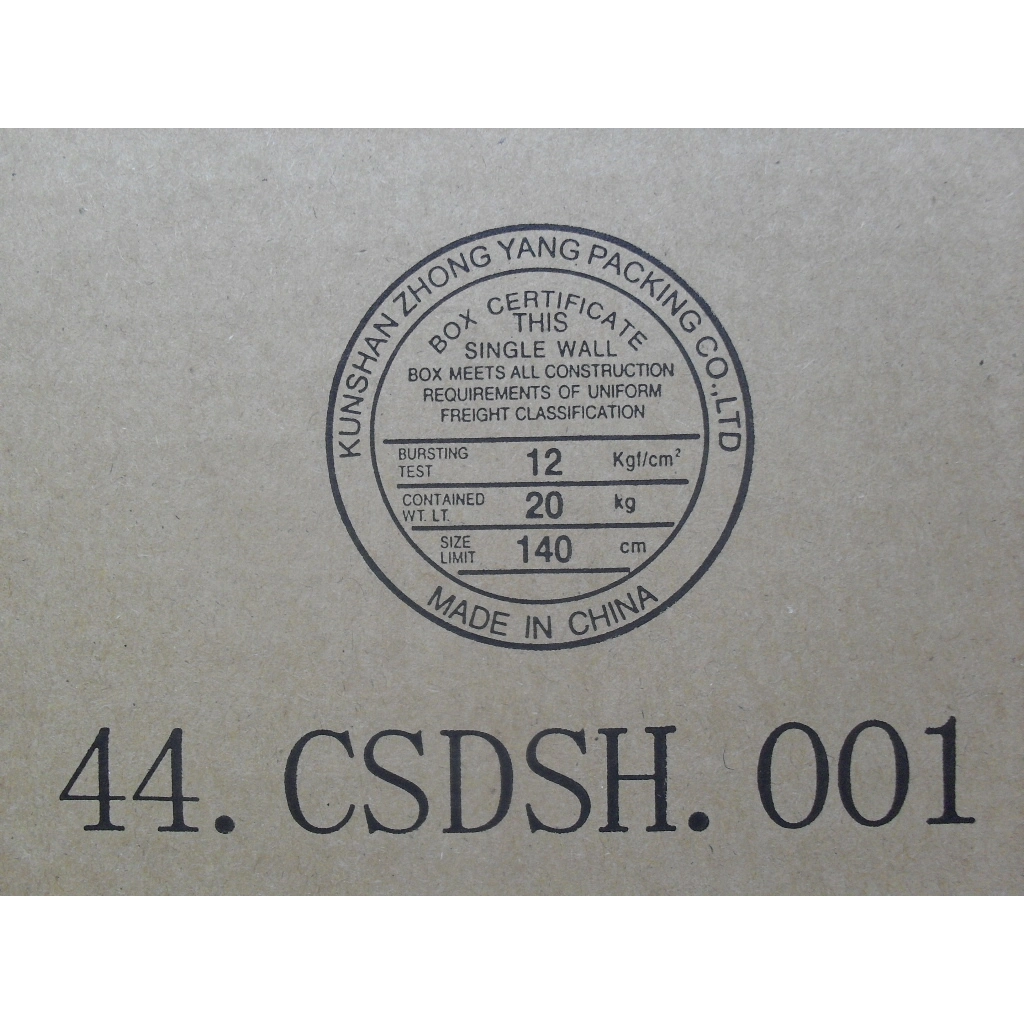 KUNSHAN ZHONG YANG PACKING CO.,LTD
BOX CERTIFICATE
THIS
SINGLE WALL
BOX MEETS ALL CONSTRUCTION
REQUIREMENTS OF UNIFORM
FREIGHT CLASSIFICATION
BURSTING TEST 12 Kgf/cm²
CONTAINED WT. LT. 20 kg
SIZE LIMIT 140 cm
MADE IN CHINA
44. CSDSH. 001